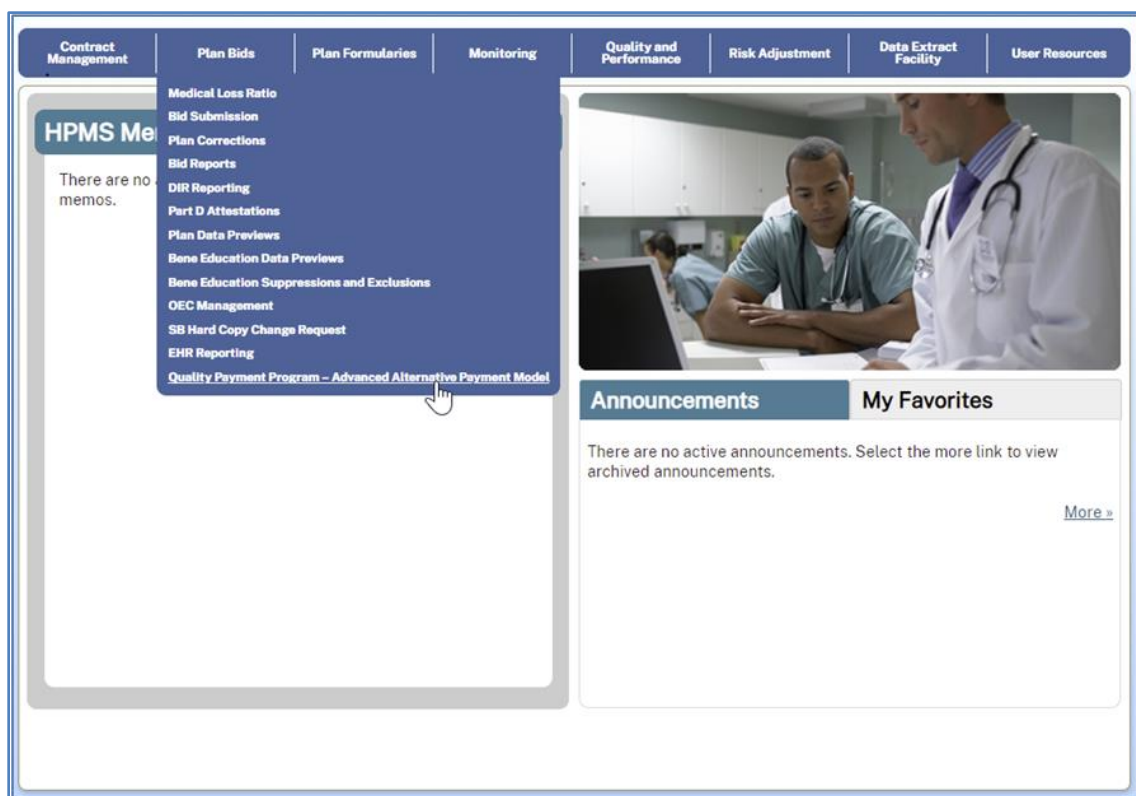 Contract
Management
Plan Bids
Plan Formularies
Monitoring
Quality and
Performance
Risk Adjustment
Data Extract
Facility
User Resources
Medical Loss Ratio
Bid Submission
Plan Corrections
Bid Reports
DIR Reporting
Part D Attestations
Plan Data Previews
Bene Education Data Previews
Bene Education Suppressions and Exclusions
OEC Management
SB Hard Copy Change Request
EHR Reporting
Quality Payment Program – Advanced Alternative Payment Model
HPMS
There are no
memos.
Announcements
My Favorites
There are no active announcements. Select the more link to view
archived announcements.
More »